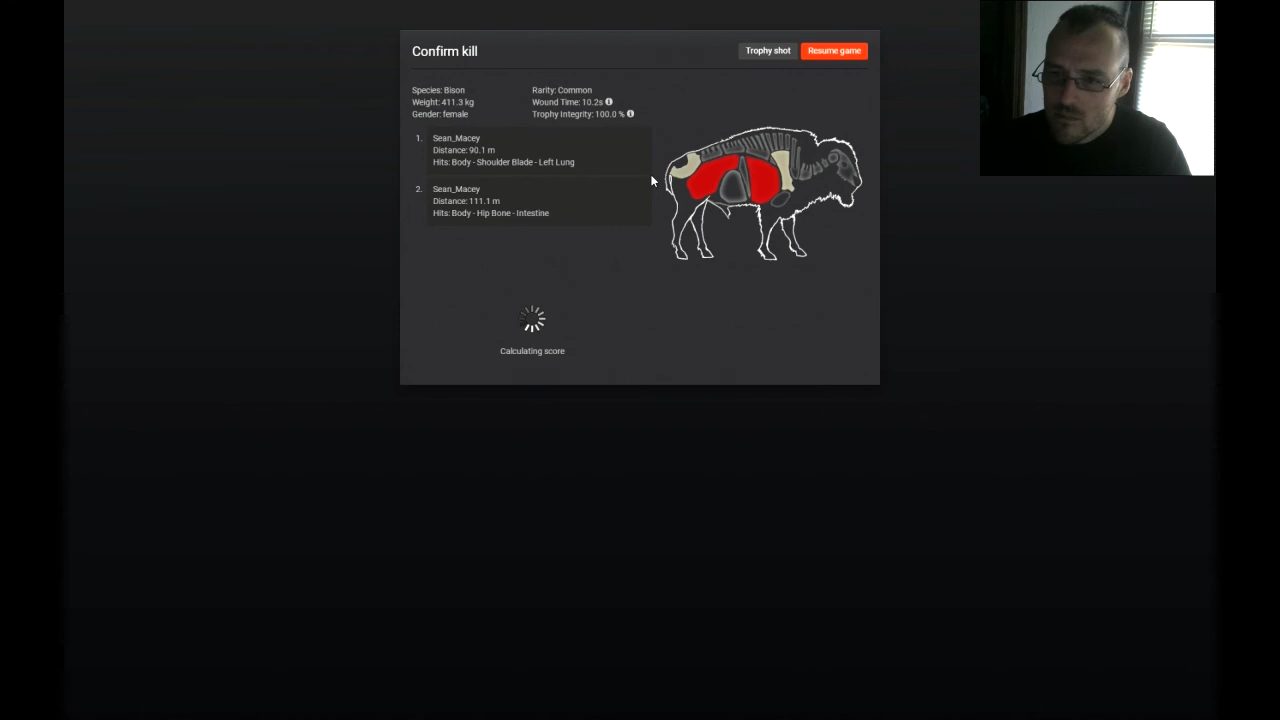 Confirm kill
Trophy shot
Resume game
Species: Bison
Rarity: Common
Weight: 411.3 kg
Wound Time: 10.2s
Gender: female
Trophy Integrity: 100.0 %
1. Sean_Macey
Distance: 90.1 m
Hits: Body - Shoulder Blade - Left Lung
2. Sean_Macey
Distance: 111.1 m
Hits: Body - Hip Bone - Intestine
Calculating score